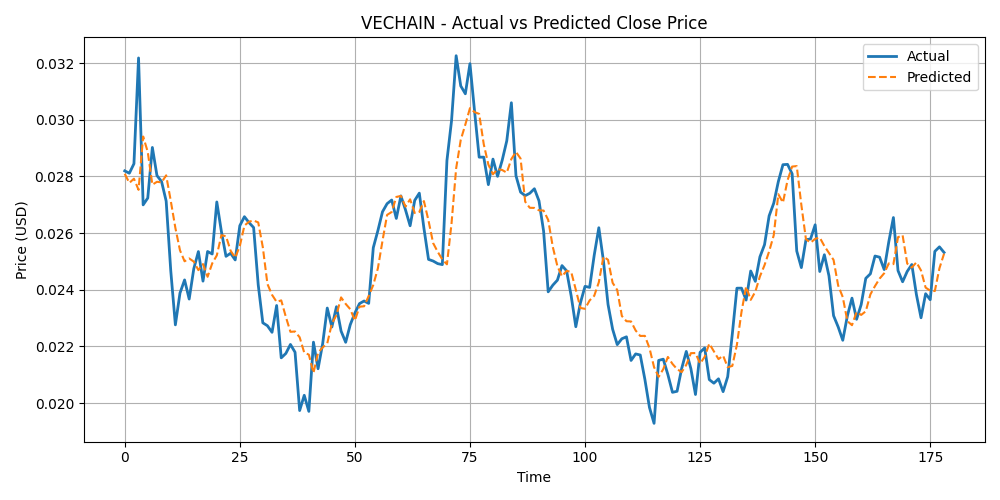 VECHAIN - Actual vs Predicted Close Price
Actual
Predicted
Price (USD)
0.032
0.030
0.028
0.026
0.024
0.022
0.020
0 25 50 75 100 125 150 175
Time